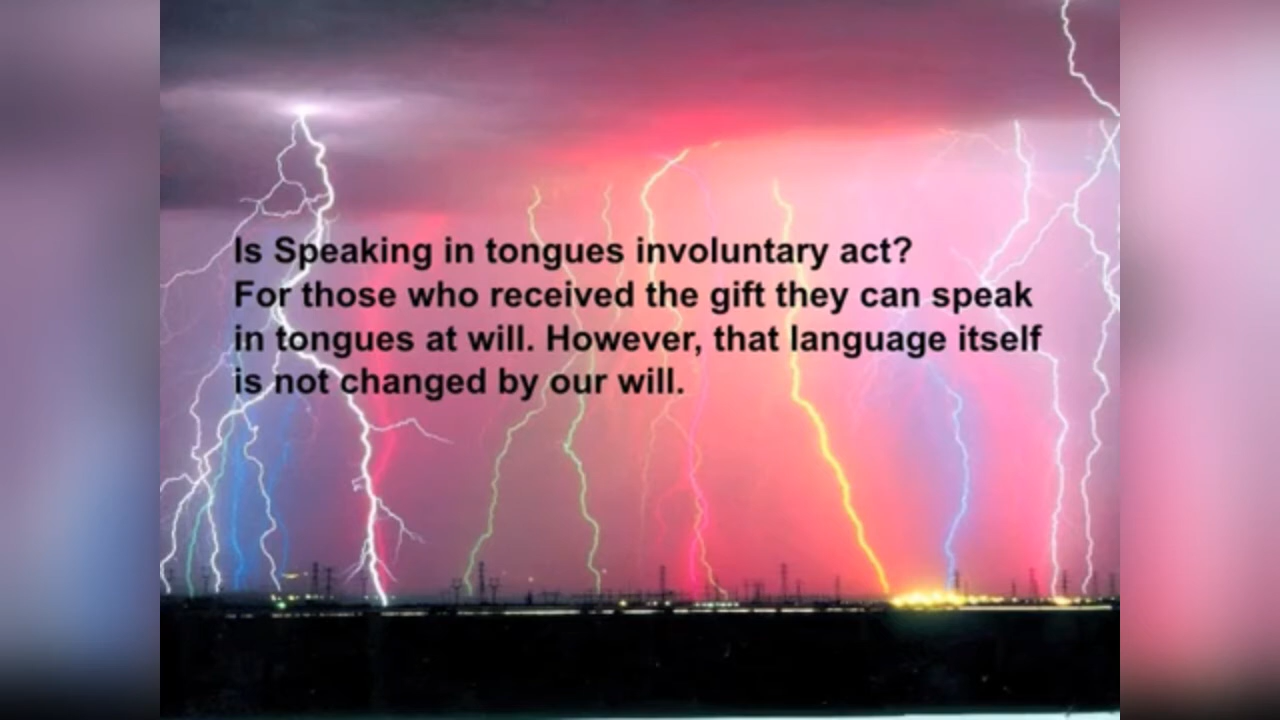 Is Speaking in tongues involuntary act?
For those who received the gift they can speak
in tongues at will. However, that language itself
is not changed by our will.